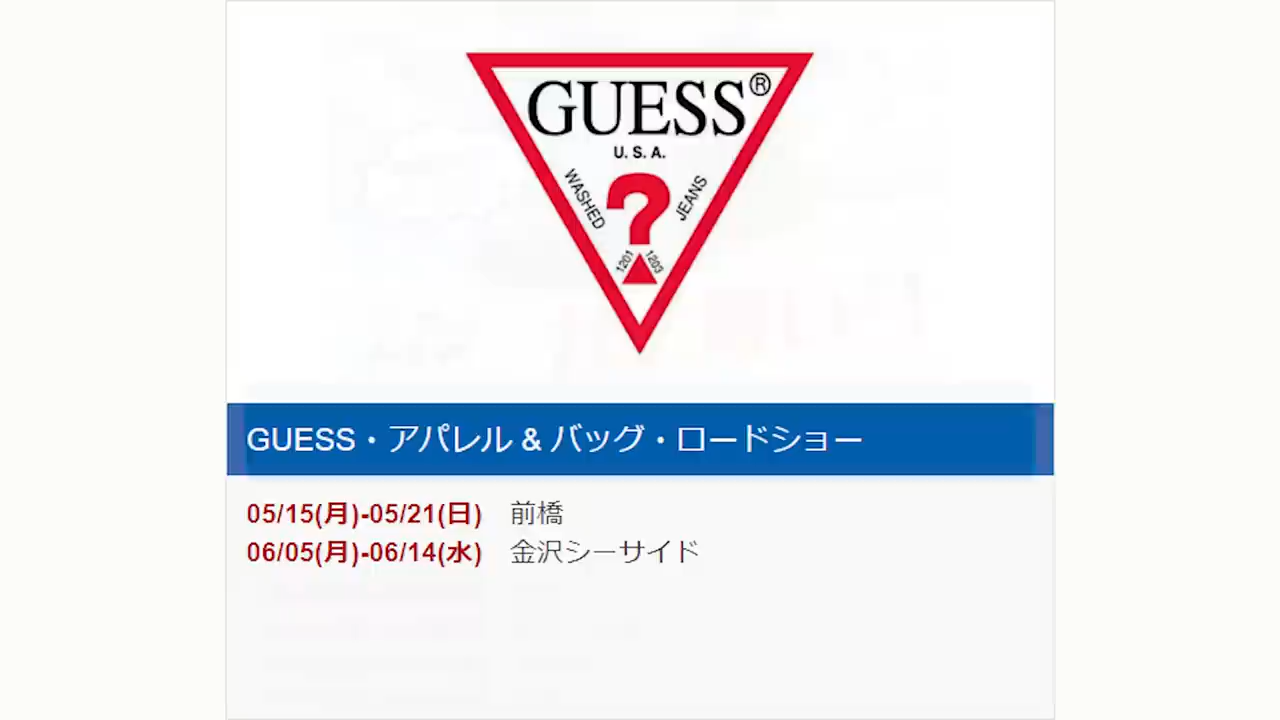 GUESS®
U.S.A.
WASHED
JEANS
?
1201
1203
GUESS・アパレル & バッグ・ロードショー
05/15(月)-05/21(日) 前橋
06/05(月)-06/14(水) 金沢シーサイド